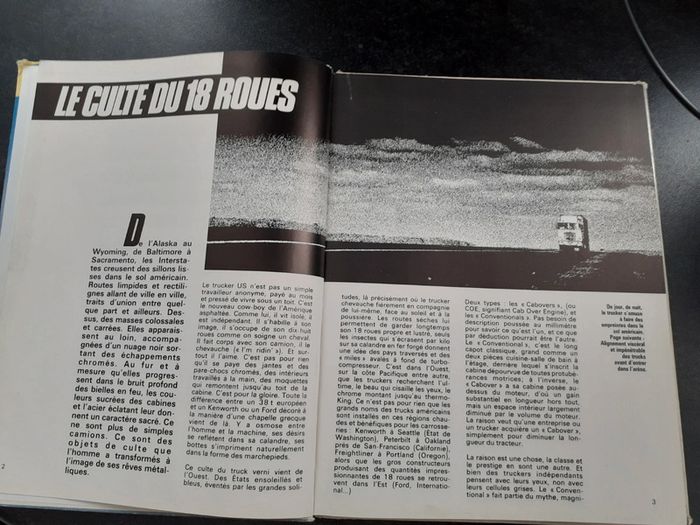 LE CULTE DU 18 ROUES
De l'Alaska au
Wyoming, de Baltimore à
Sacramento, les Intersta-
tes creusent des sillons lisses
dans le sol américain.
Routes limpides et rectili-
gnes allant de ville en ville,
traits d'union entre quel-
que part et ailleurs. Des-
sus, des masses colossales
et carrées. Elles apparais-
sent au loin, accompa-
gnées d'un nuage noir sor-
tant des échappements
chromés. Au fur et à
mesure qu'elles progres-
sent dans le bruit profond
des bielles en feu, les cou-
leurs sucrées des cabines
et l'acier éclatant leur don-
nent un caractère sacré. Ce
ne sont plus de simples
camions. Ce sont des
objets de culte que
l'homme a transformés à
l'image de ses rêves métal-
liques.
2
Le trucker US n'est pas un simple
travailleur anonyme, payé au mois
et pressé de vivre sous un toit. C'est
le nouveau cow-boy de l'Amérique
asphaltée. Comme lui, il vit isolé, il
est indépendant. Il s'habille à son
image, il s'occupe de son dix huit
roues comme on soigne un cheval.
Il fait corps avec son camion, il le
chevauche (« I'm ridin' »). Et sur-
tout il l'aime. C'est pas pour rien
qu'il se paye des jantes et des
pare-chocs chromés, des intérieurs
travaillés à la main, des moquettes
qui remontent jusqu'au toit de la
cabine. C'est pour la gloire. Toute la
différence entre un 38 t européen
et un Kenworth ou un Ford décoré à
la manière d'une chapelle grecque
vient de là. Y a osmose entre
l'homme et la machine, ses désirs
se reflètent dans sa calandre, ses
bottes s'impriment naturellement
dans la forme des marchepieds.
Ce culte du truck verni vient de
l'Ouest. Des États ensoleillés et
bleus, éventés par les grandes soli-
tudes, là précisément où le trucker
chevauche fièrement en compagnie
de lui-même, face au soleil et à la
poussière. Les routes sèches lui
permettent de garder longtemps
son 18 roues propre et lustré, seuls
les insectes qui s'écrasent par kilo
sur sa calandre en fer forgé donnent
une idée des pays traversés et des
« miles » avalés à fond de turbo-
compresseur. C'est dans l'Ouest,
sur la côte Pacifique entre autre,
que les truckers recherchent l'ul-
time, le beau qui cisaille les yeux, le
chrome montant jusqu'au thermo-
King. Ce n'est pas pour rien que les
grands noms des trucks américains
sont installés en ces régions chau-
des et bénéfiques pour les carrosse-
ries : Kenworth à Seattle (Etat de
Washington), Peterbilt à Oakland
près de San-Francisco (Californie),
Freightliner à Portland (Oregon),
alors que les gros constructeurs
produisant des quantités impres-
sionnantes de 18 roues se retrou-
vent dans l'Est (Ford, Internatio-
nal...)
Deux types : les « Cabovers », (ou
COE, signifiant Cab Over Engine), et
les « Conventionals ». Pas besoin de
description poussée au millimètre
pour savoir ce qu'est l'un, et ce que
par déduction pourrait être l'autre.
Le « Conventional », c'est le long
camion classique, grand comme un
deux pièces cuisine-salle de bain à
l'étage, derrière lequel s'inscrit la
cabine dépourvue de toutes protubé-
rances motrices; à l'inverse, le
« Cabover » a sa cabine posée au-
dessus du moteur, d'où un gain
substantiel en longueur hors tout,
mais un espace intérieur largement
diminué par le volume du moteur.
La raison veut qu'une entreprise ou
un trucker acquière un « Cabover »,
simplement pour diminuer la lon-
gueur du tracteur.
La raison est une chose, la classe et
le prestige en sont une autre. Et
bien des truckers indépendants
pensent avec leurs yeux, non avec
leurs cellules grises. Le « Conven-
tional » fait partie du mythe, magni-
De jour, de nuit,
le trucker s'amuse
à faire des
empreintes dans le
sol américain.
Page suivante :
Alignement viscéral
et impénétrable
des trucks
avant d'entrer
dans l'arène.
3